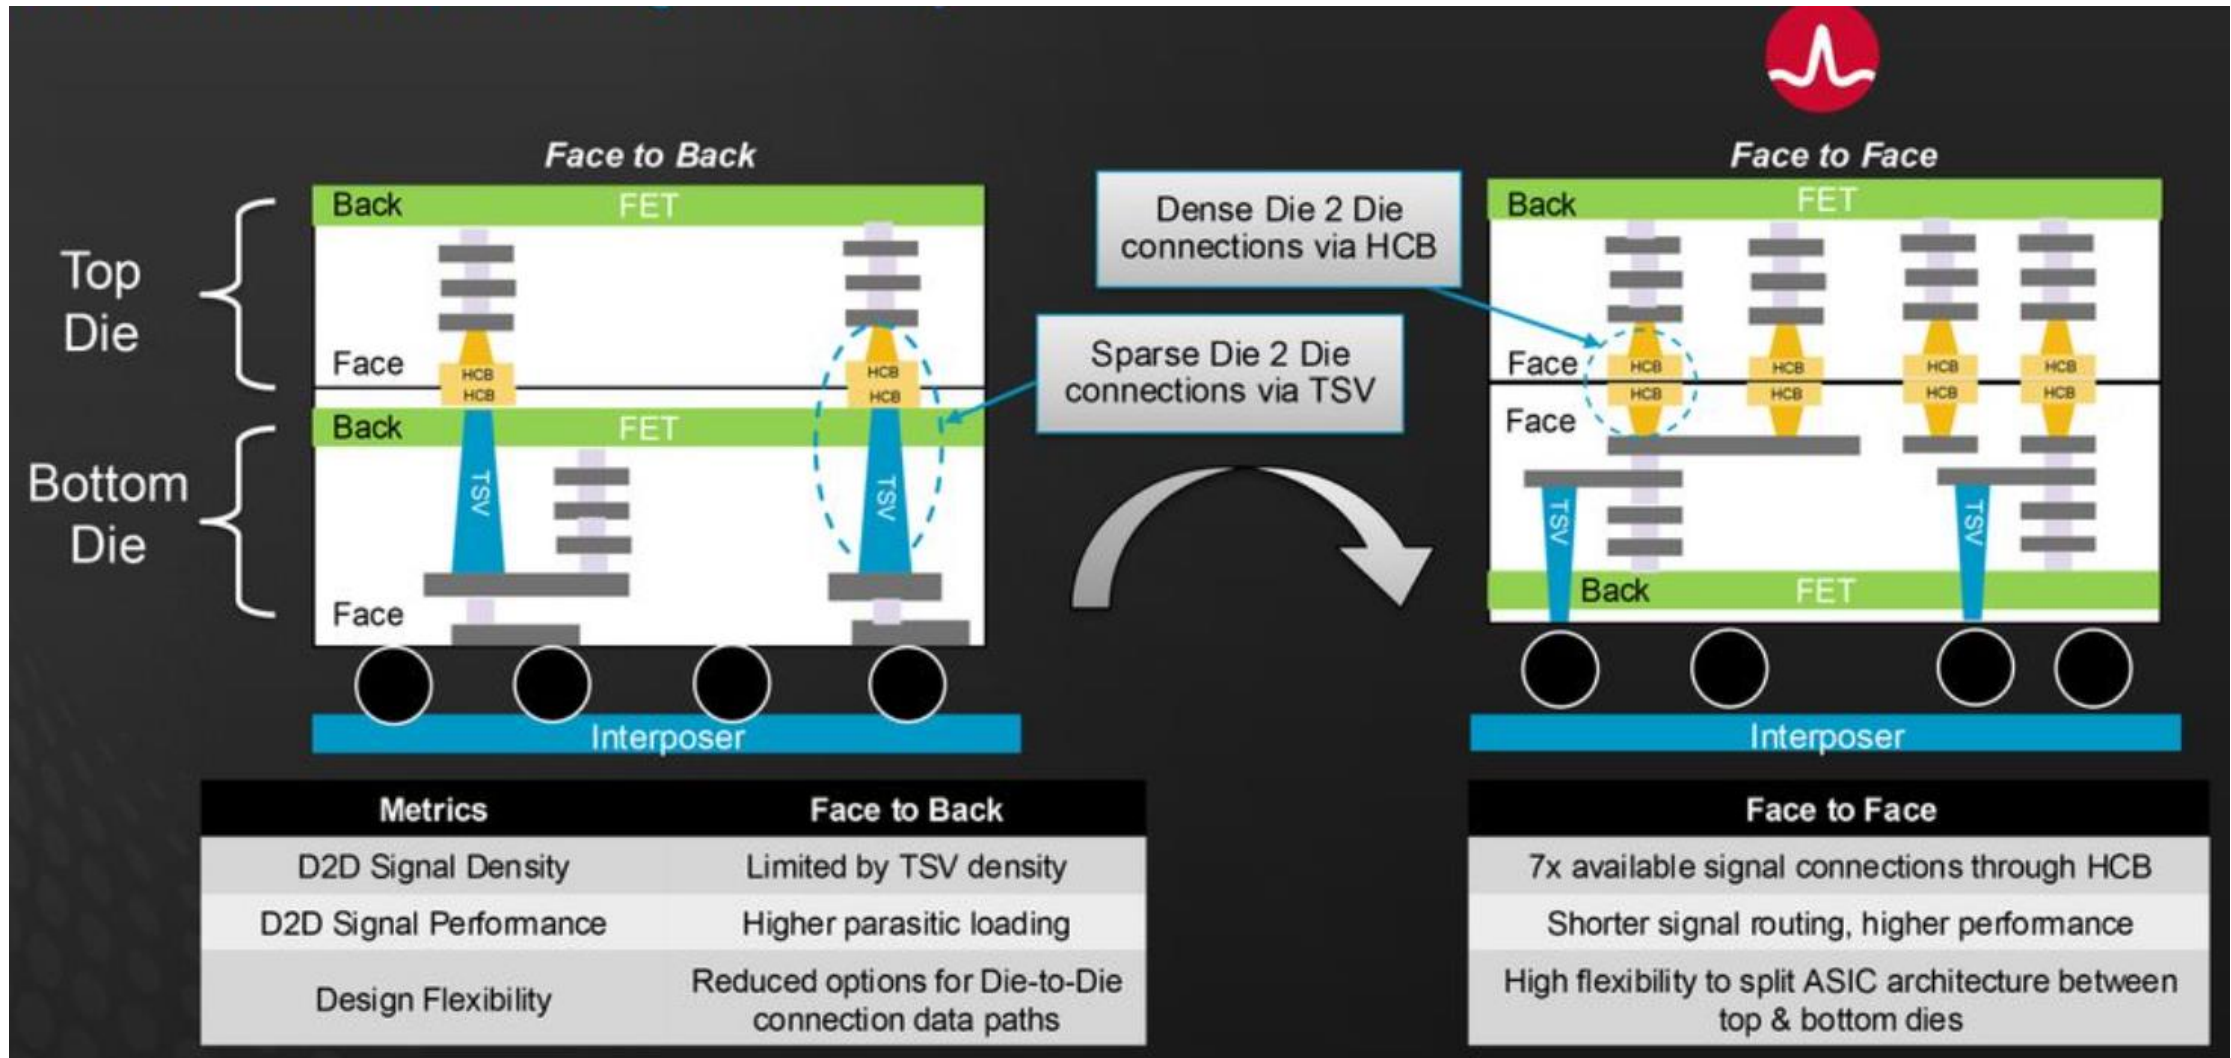 Face to Back
Face to Face
Top
Die
Bottom
Die
Back
FET
Face
HCB
HCB
HCB
HCB
Back
FET
TSV
TSV
Face
Interposer
Dense Die 2 Die
connections via HCB
Sparse Die 2 Die
connections via TSV
Back
FET
Face
HCB
HCB
HCB
HCB
HCB
HCB
HCB
HCB
Face
TSV
TSV
Back
FET
Interposer
Metrics
Face to Back
D2D Signal Density
Limited by TSV density
D2D Signal Performance
Higher parasitic loading
Design Flexibility
Reduced options for Die-to-Die
connection data paths
Face to Face
7x available signal connections through HCB
Shorter signal routing, higher performance
High flexibility to split ASIC architecture between
top & bottom dies